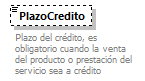 PlazoCredito
Plazo del crédito, es
obligatorio cuando la venta
del producto o prestación del
servicio sea a crédito